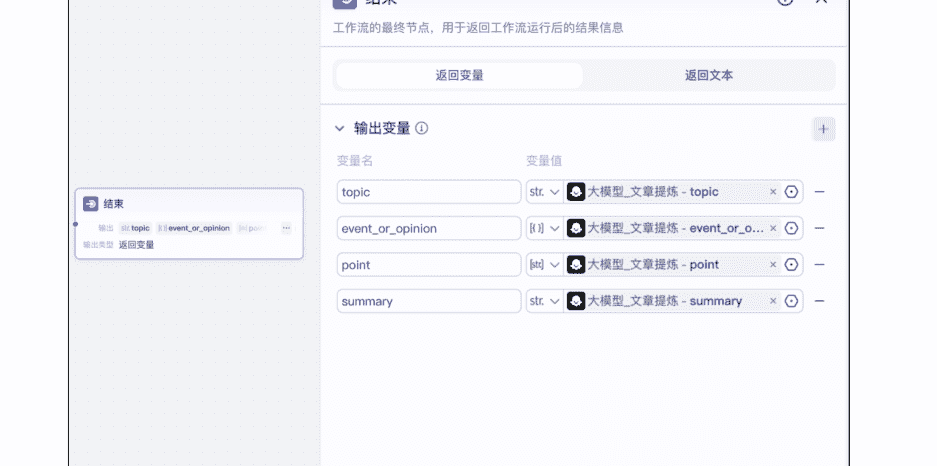 结束
工作流的最终节点，用于返回工作流运行后的结果信息
返回变量 返回文本
输出变量
变量名 变量值
topic str. 大模型_文章提炼 - topic ×
event_or_opinion [{}] 大模型_文章提炼 - event_or_o... ×
point [str] 大模型_文章提炼 - point ×
summary str. 大模型_文章提炼 - summary ×
结束
输出 str. topic [{}] event_or_opinion [str] point ...
输出类型 返回变量